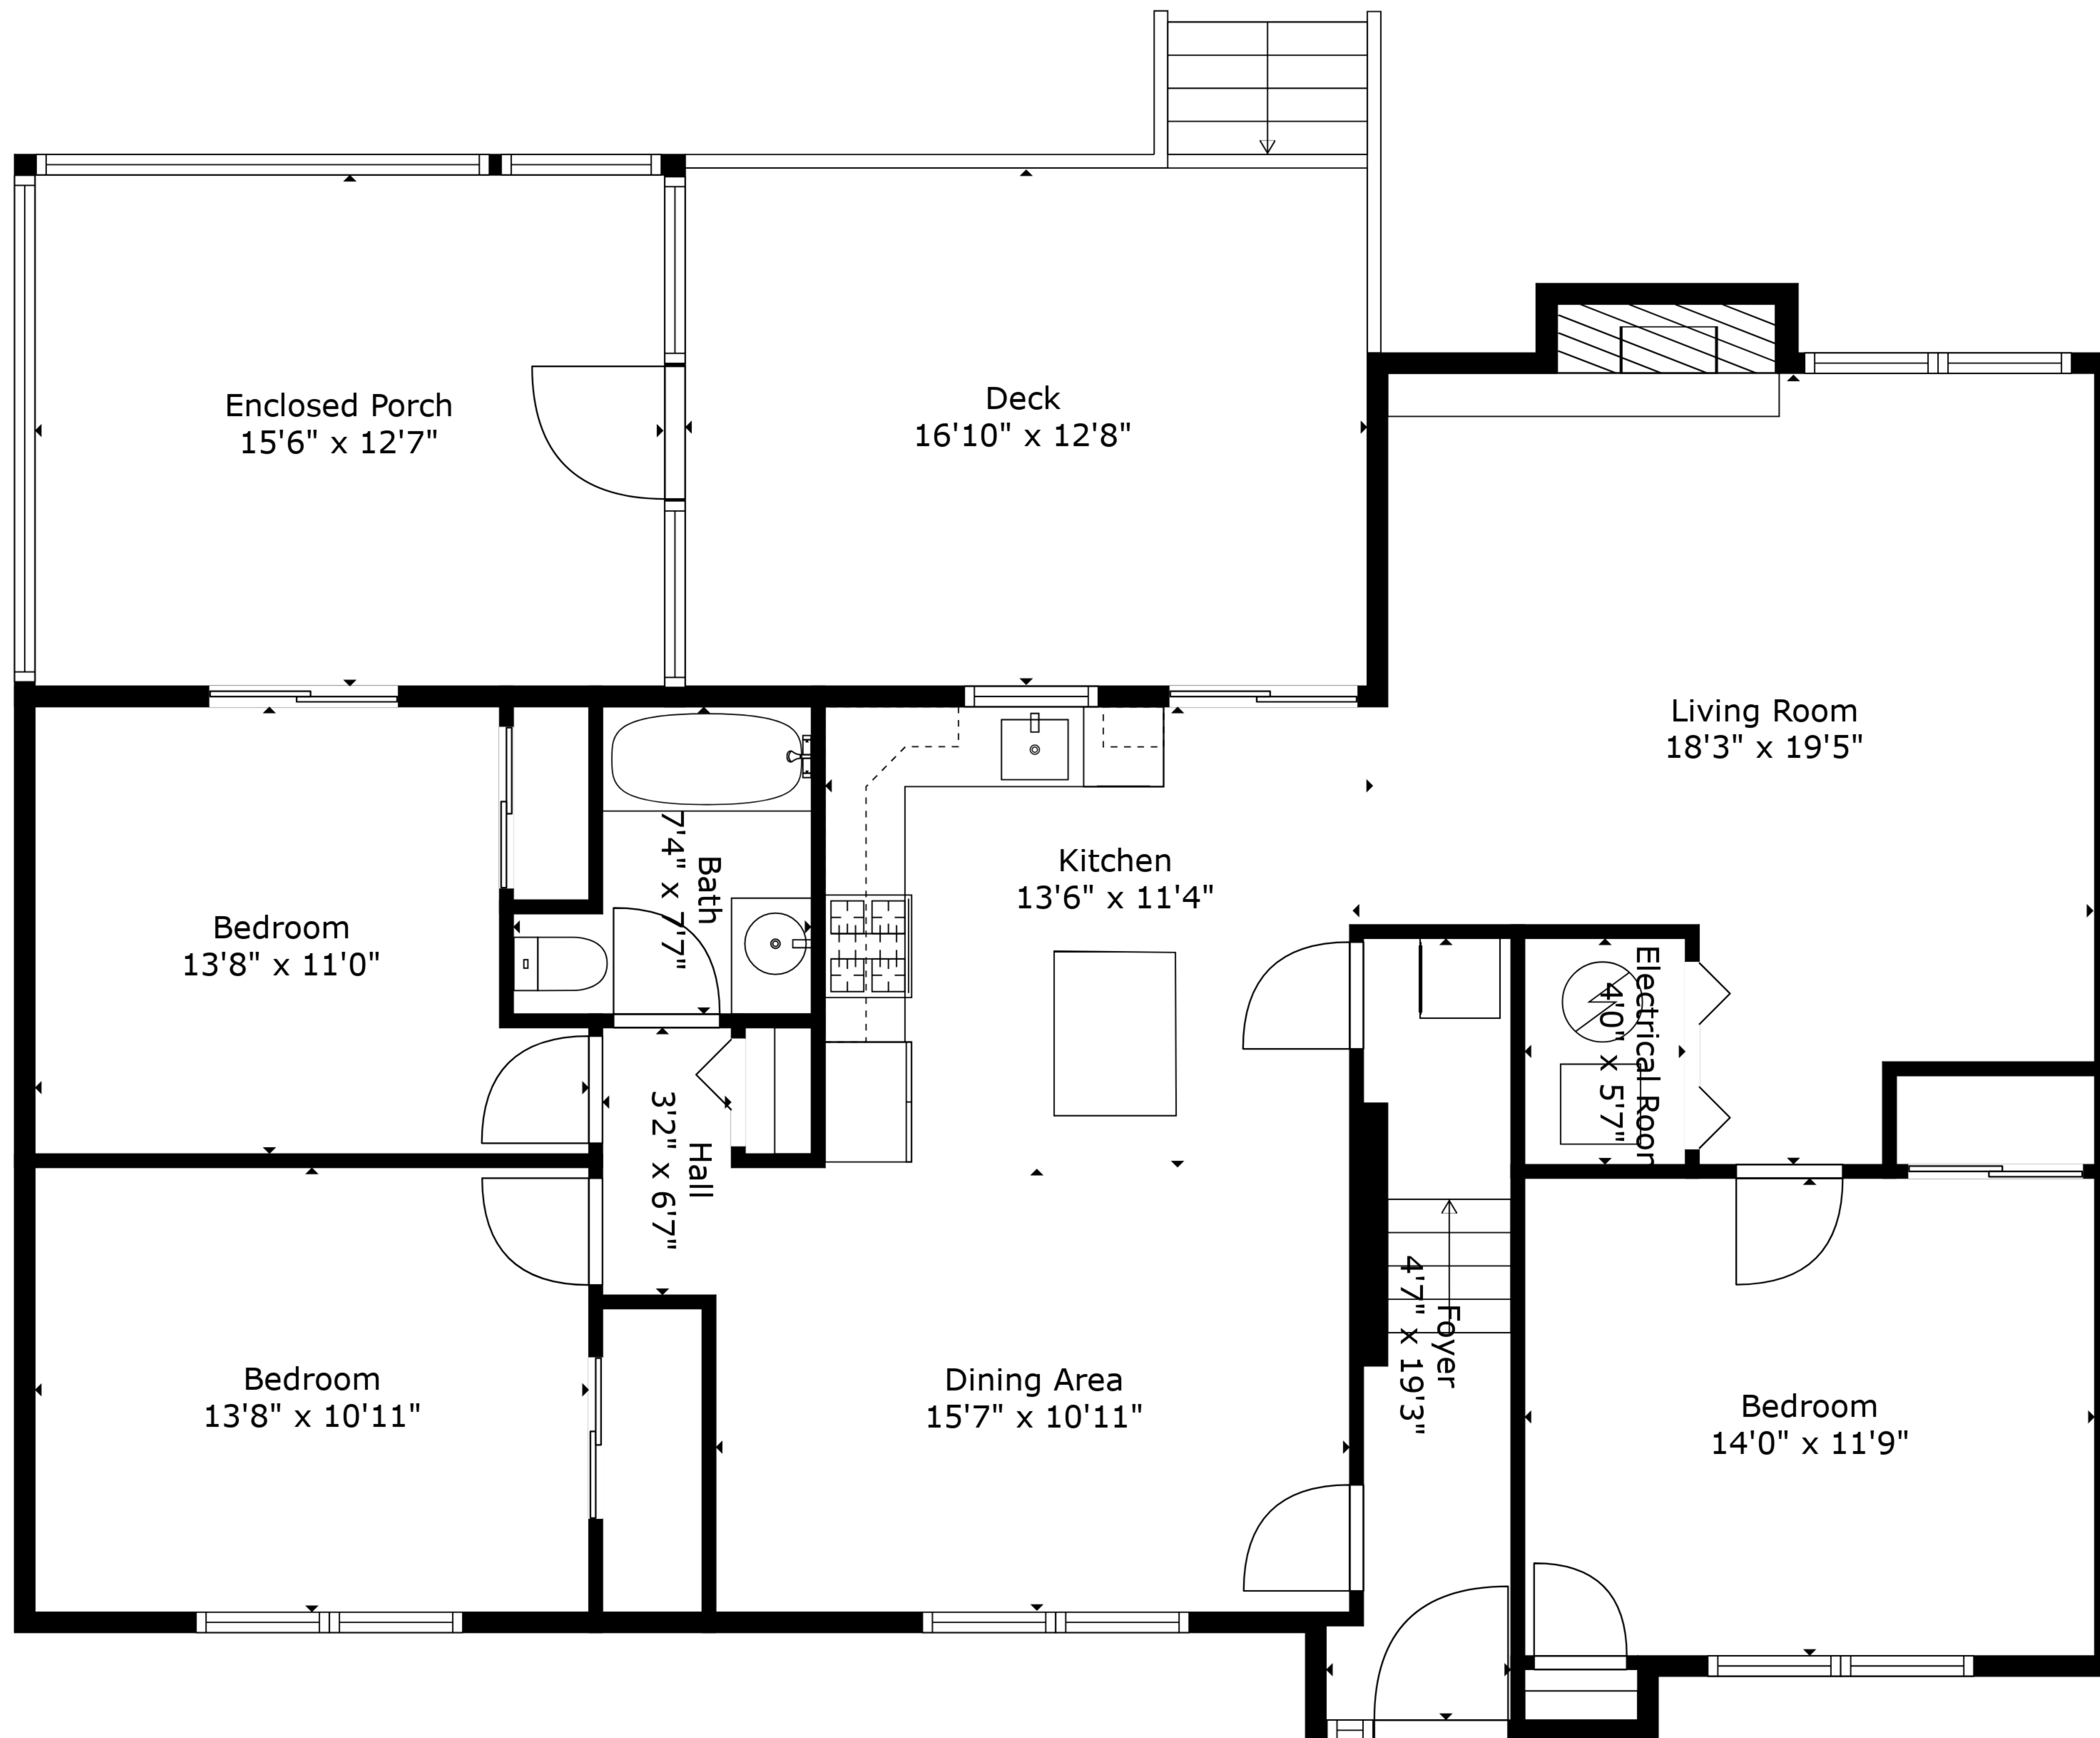 Enclosed Porch
15'6" x 12'7"
Deck
16'10" x 12'8"
Living Room
18'3" x 19'5"
Bath
7'4" x 7'7"
Kitchen
13'6" x 11'4"
Bedroom
13'8" x 11'0"
Electrical Room
4'0" x 5'7"
Hall
3'2" x 6'7"
Foyer
4'7" x 19'3"
Bedroom
13'8" x 10'11"
Dining Area
15'7" x 10'11"
Bedroom
14'0" x 11'9"